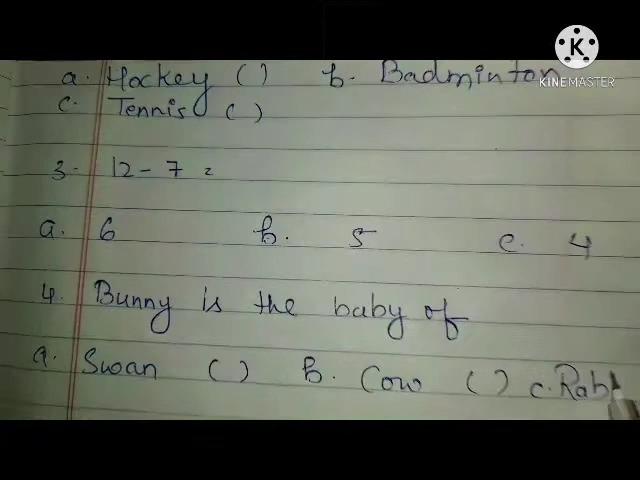 K
KINEMASTER
a. Hockey ( ) b. Badminton
c. Tennis ( )
3. 12 - 7 =
a. 6 b. 5 c. 4
4. Bunny is the baby of
a. Swan ( ) b. Cow ( ) c. Rab